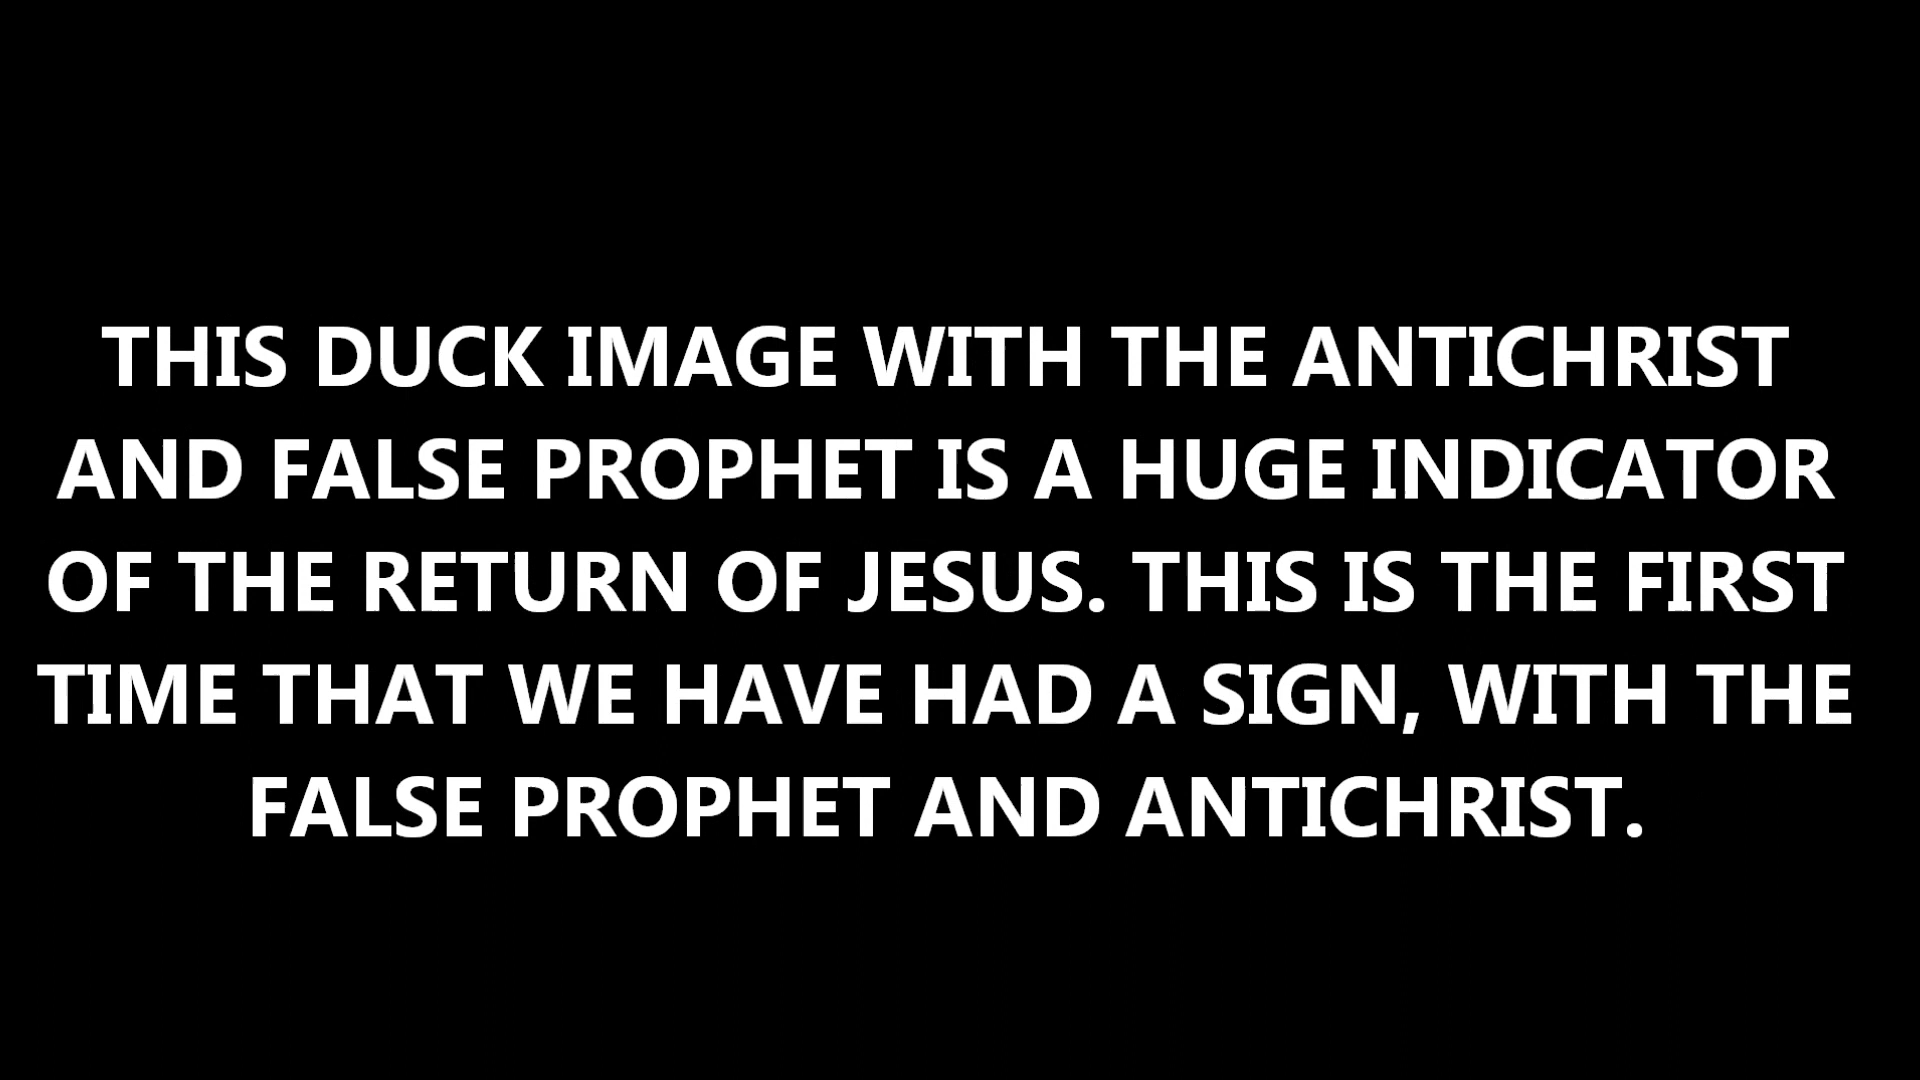 THIS DUCK IMAGE WITH THE ANTICHRIST
AND FALSE PROPHET IS A HUGE INDICATOR
OF THE RETURN OF JESUS. THIS IS THE FIRST
TIME THAT WE HAVE HAD A SIGN, WITH THE
FALSE PROPHET AND ANTICHRIST.